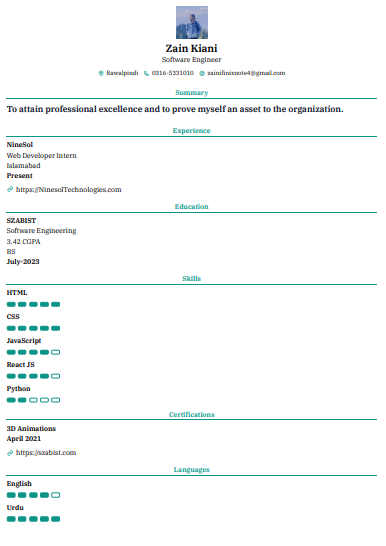 Zain Kiani
Software Engineer
Rawalpindi 0316-5331010 zainifinixnote4@gmail.com
Summary
To attain professional excellence and to prove myself an asset to the organization.
Experience
NineSol
Web Developer Intern
Islamabad
Present
https://NinesolTechnologies.com
Education
SZABIST
Software Engineering
3.42 CGPA
BS
July-2023
Skills
HTML
CSS
JavaScript
React JS
Python
Certifications
3D Animations
April 2021
https://szabist.com
Languages
English
Urdu